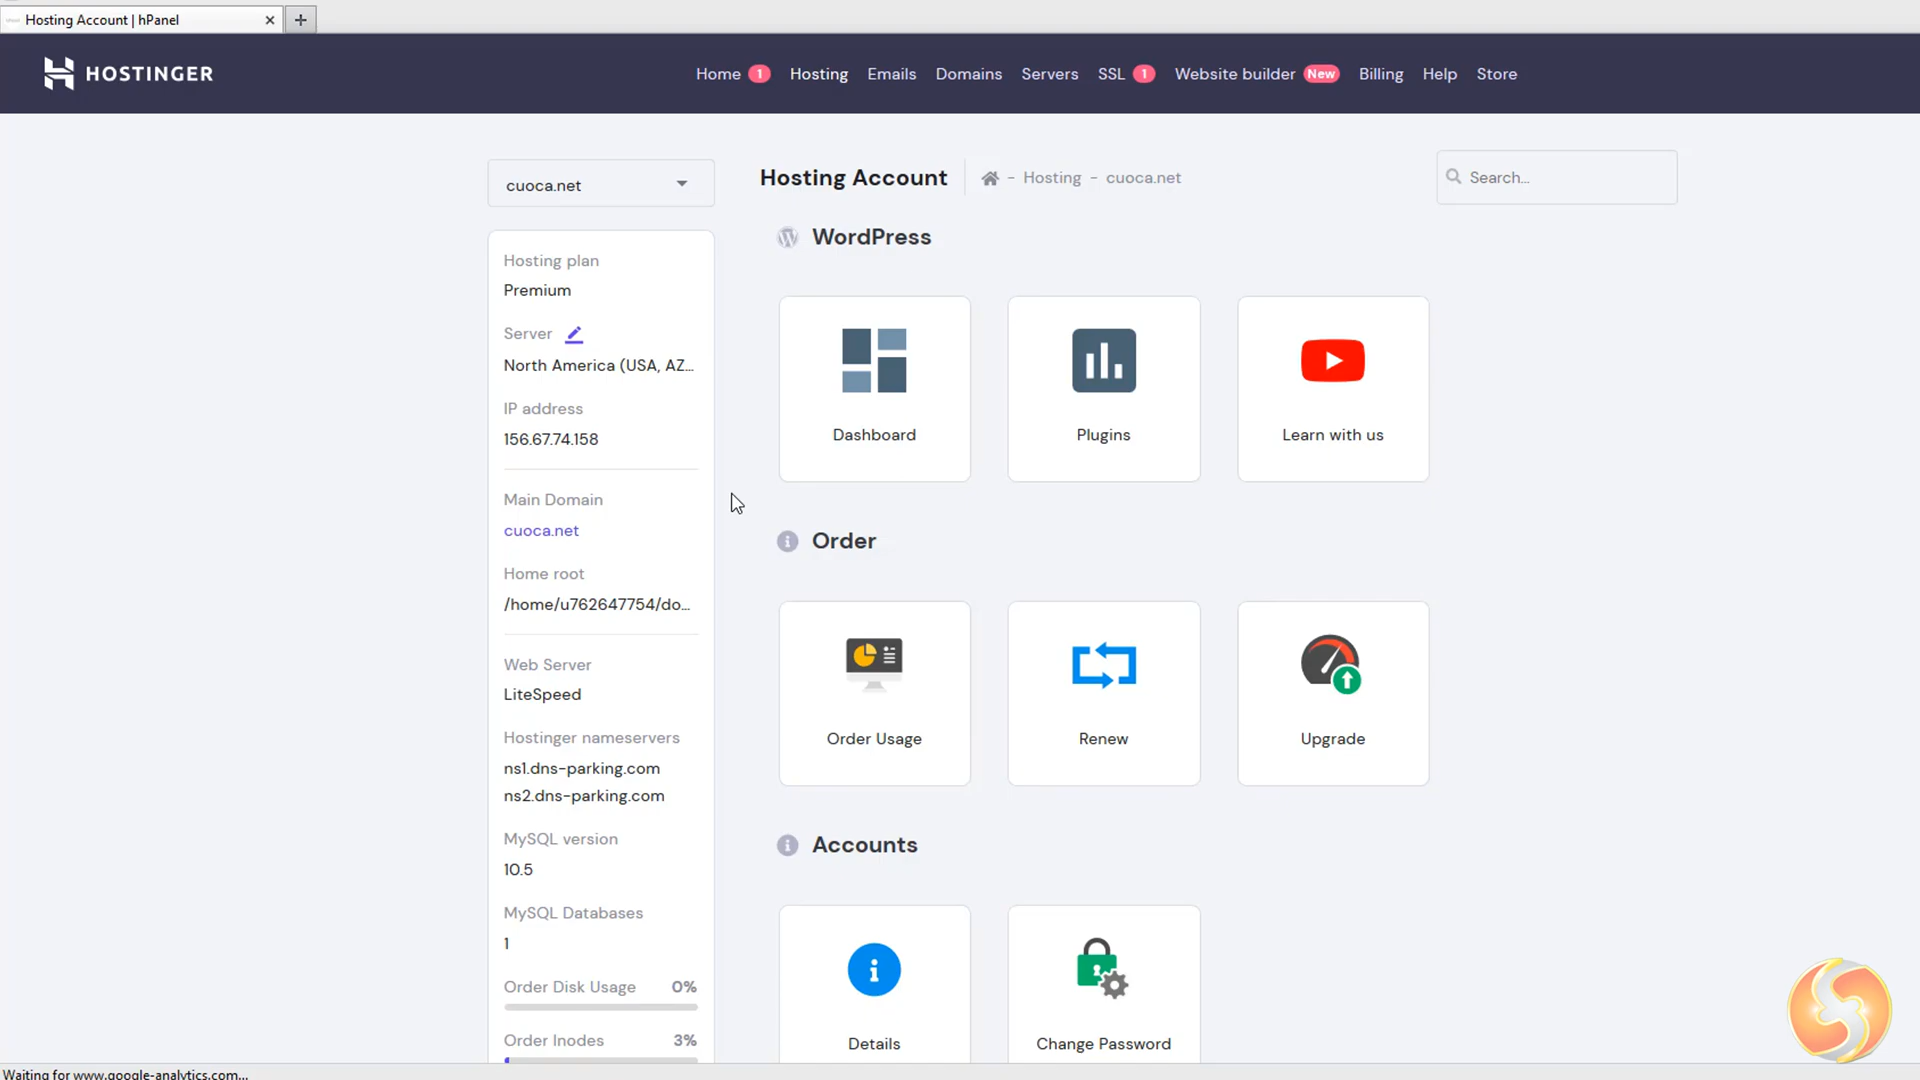 Hosting Account | hPanel
HOSTINGER
Home 1 Hosting Emails Domains Servers SSL 1 Website builder New Billing Help Store
cuoca.net
Hosting Account
- Hosting - cuoca.net
Search...
Hosting plan
Premium
Server
North America (USA, AZ...
IP address
156.67.74.158
Main Domain
cuoca.net
Home root
/home/u762647754/do...
Web Server
LiteSpeed
Hostinger nameservers
ns1.dns-parking.com
ns2.dns-parking.com
MySQL version
10.5
MySQL Databases
1
Order Disk Usage 0%
Order Inodes 3%
WordPress
Dashboard
Plugins
Learn with us
Order
Order Usage
Renew
Upgrade
Accounts
Details
Change Password
Waiting for www.google-analytics.com...